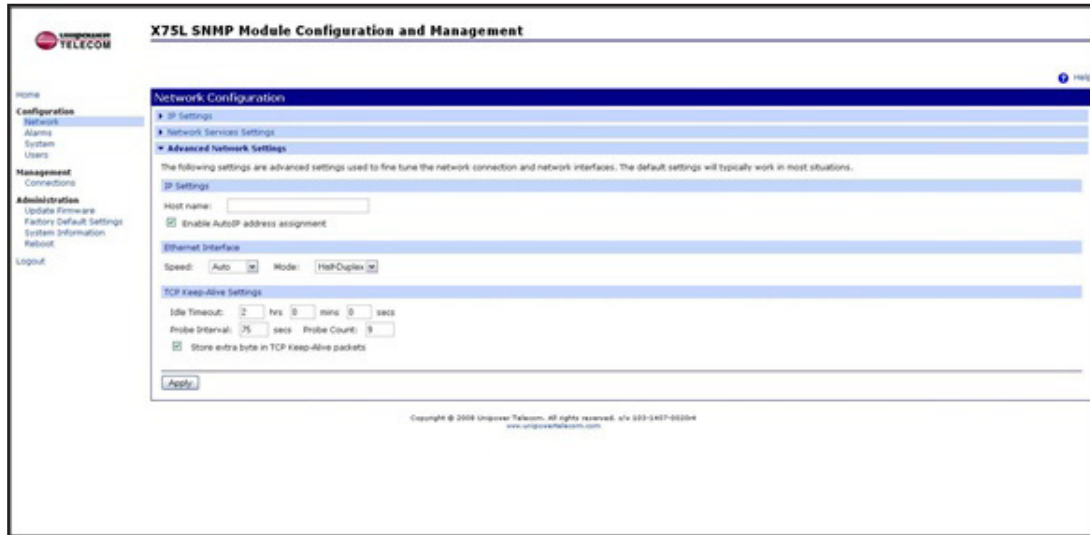 UNIPOWER
TELECOM
X75L SNMP Module Configuration and Management
Help
Home
Configuration
Network
Alarms
System
Users
Management
Connections
Administration
Update Firmware
Factory Default Settings
System Information
Reboot
Logout
Network Configuration
IP Settings
Network Services Settings
Advanced Network Settings
The following settings are advanced settings used to fine tune the network connection and network interfaces. The default settings will typically work in most situations.
IP Settings
Host name:
Enable AutoIP address assignment
Ethernet Interface
Speed: Auto Mode: Half-Duplex
TCP Keep-Alive Settings
Idle Timeout: 2 hrs 0 mins 0 secs
Probe Interval: 75 secs Probe Count: 9
Store extra byte in TCP Keep-Alive packets
Apply
Copyright © 2008 Unipower Telecom. All rights reserved.
www.unipowertelecom.com